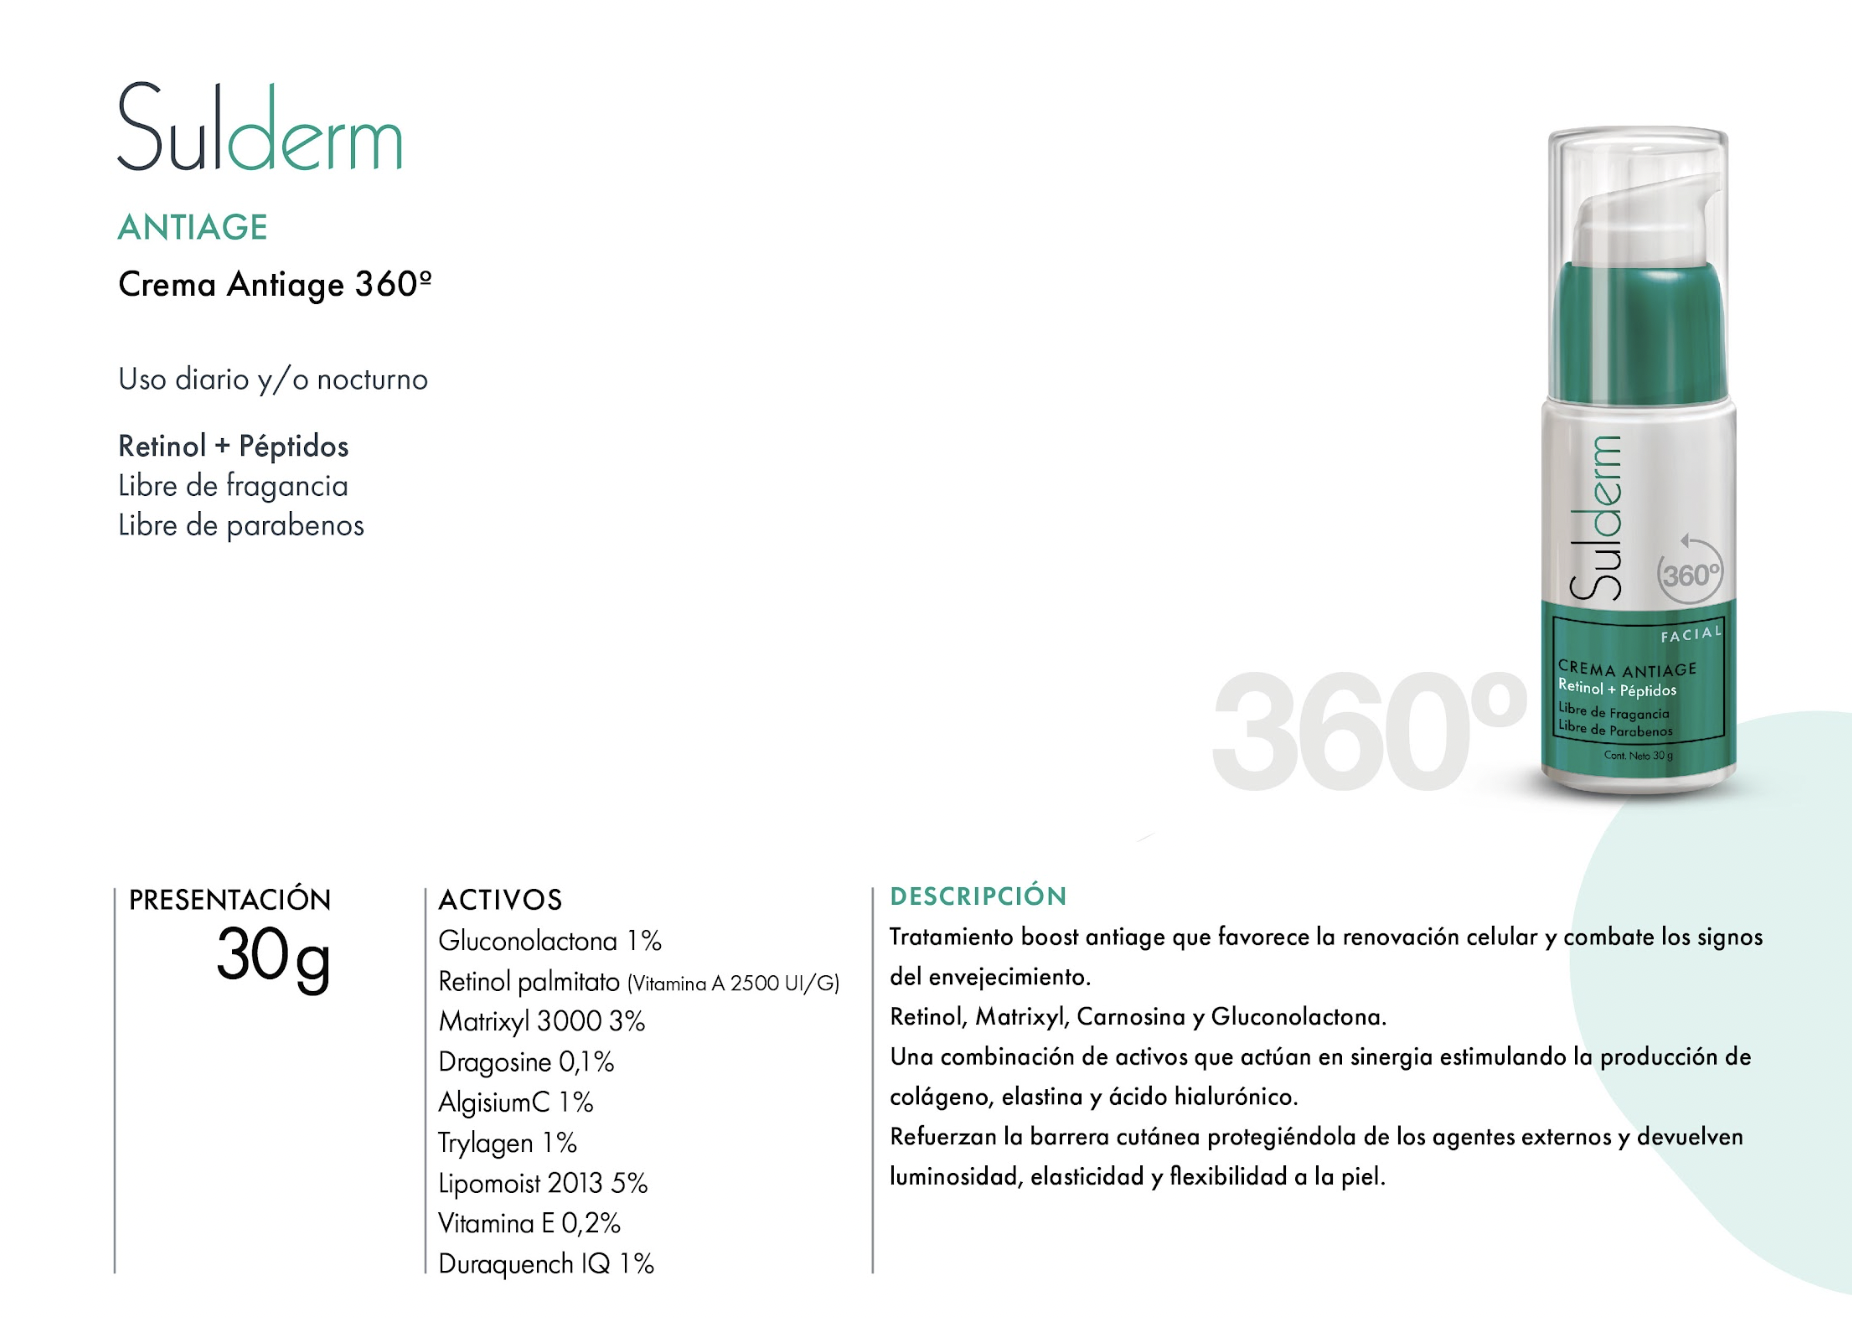 Sulderm
ANTIAGE
Crema Antiage 360º
Uso diario y/o nocturno
Retinol + Péptidos
Libre de fragancia
Libre de parabenos
360º
Sulderm
360º
FACIAL
CREMA ANTIAGE
Retinol + Péptidos
Libre de Fragancia
Libre de Parabenos
Cont. Neto 30 g
PRESENTACIÓN
30g
ACTIVOS
Gluconolactona 1%
Retinol palmitato (Vitamina A 2500 UI/G)
Matrixyl 3000 3%
Dragosine 0,1%
AlgisiumC 1%
Trylagen 1%
Lipomoist 2013 5%
Vitamina E 0,2%
Duraquench IQ 1%
DESCRIPCIÓN
Tratamiento boost antiage que favorece la renovación celular y combate los signos
del envejecimiento.
Retinol, Matrixyl, Carnosina y Gluconolactona.
Una combinación de activos que actúan en sinergia estimulando la producción de
colágeno, elastina y ácido hialurónico.
Refuerzan la barrera cutánea protegiéndola de los agentes externos y devuelven
luminosidad, elasticidad y flexibilidad a la piel.